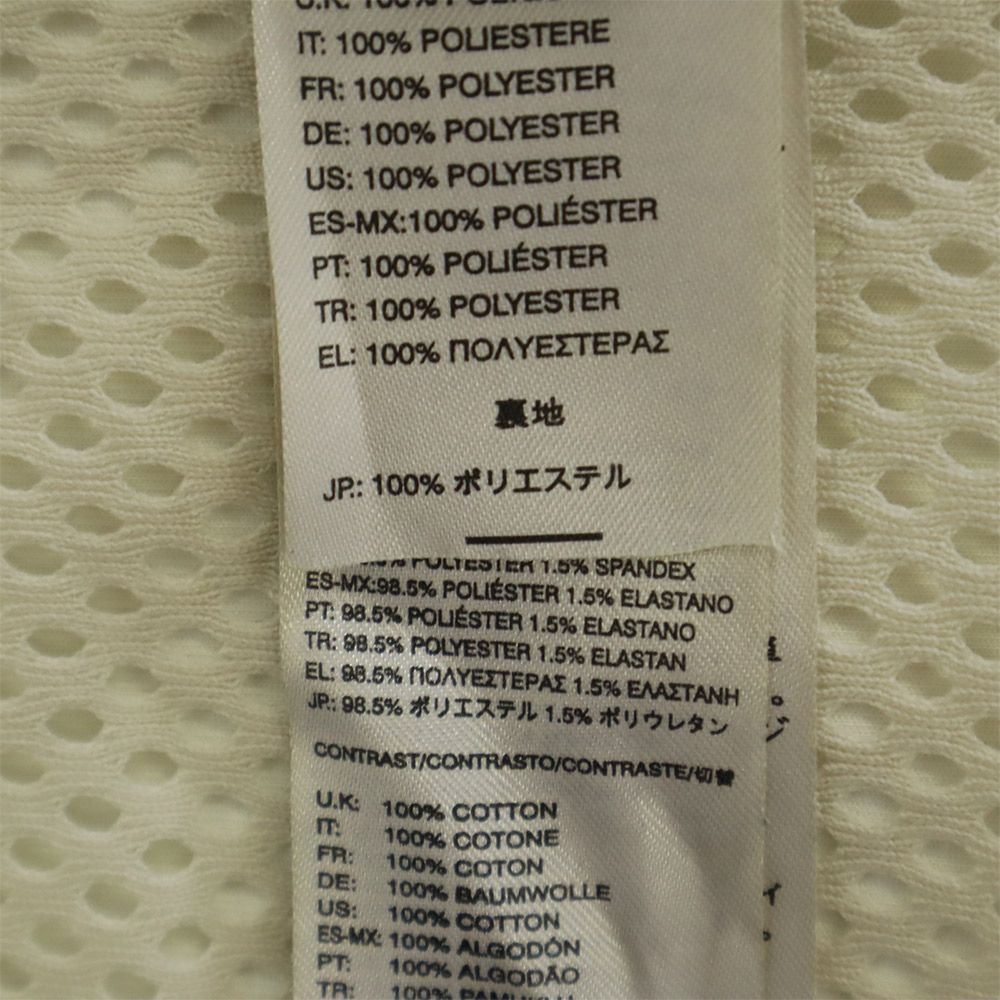 U.K: 100% POLYESTER
IT: 100% POLIESTERE
FR: 100% POLYESTER
DE: 100% POLYESTER
US: 100% POLYESTER
ES-MX:100% POLIÉSTER
PT: 100% POLIÉSTER
TR: 100% POLYESTER
EL: 100% ΠΟΛΥΕΣΤΕΡΑΣ
裏地
JP.: 100% ポリエステル
POLYESTER 1.5% SPANDEX
ES-MX:98.5% POLIÉSTER 1.5% ELASTANO
PT: 98.5% POLIÉSTER 1.5% ELASTANO
TR: 98.5% POLYESTER 1.5% ELASTAN
EL: 98.5% ΠΟΛΥΕΣΤΕΡΑΣ 1.5% ΕΛΑΣΤΑΝΗ
JP.: 98.5% ポリエステル 1.5% ポリウレタン
CONTRAST/CONTRASTO/CONTRASTE/切替
U.K: 100% COTTON
IT: 100% COTONE
FR: 100% COTON
DE: 100% BAUMWOLLE
US: 100% COTTON
ES-MX: 100% ALGODÓN
PT: 100% ALGODÃO
TR: 100% PAMUKLU